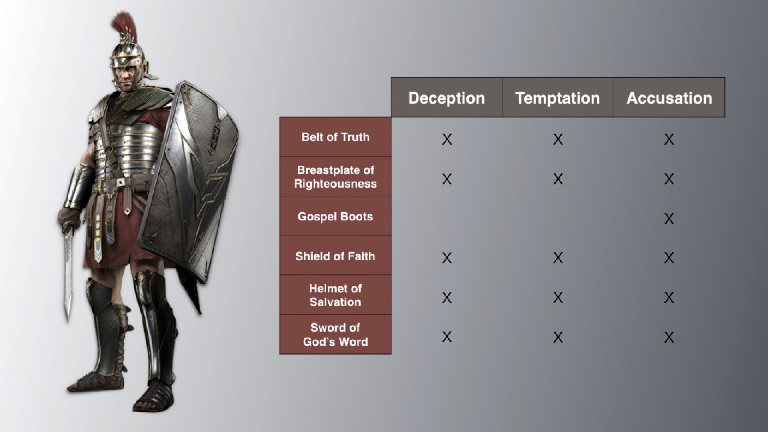 Deception Temptation Accusation
Belt of Truth X X X
Breastplate of
Righteousness X X X
Gospel Boots X
Shield of Faith X X X
Helmet of
Salvation X X X
Sword of
God's Word X X X